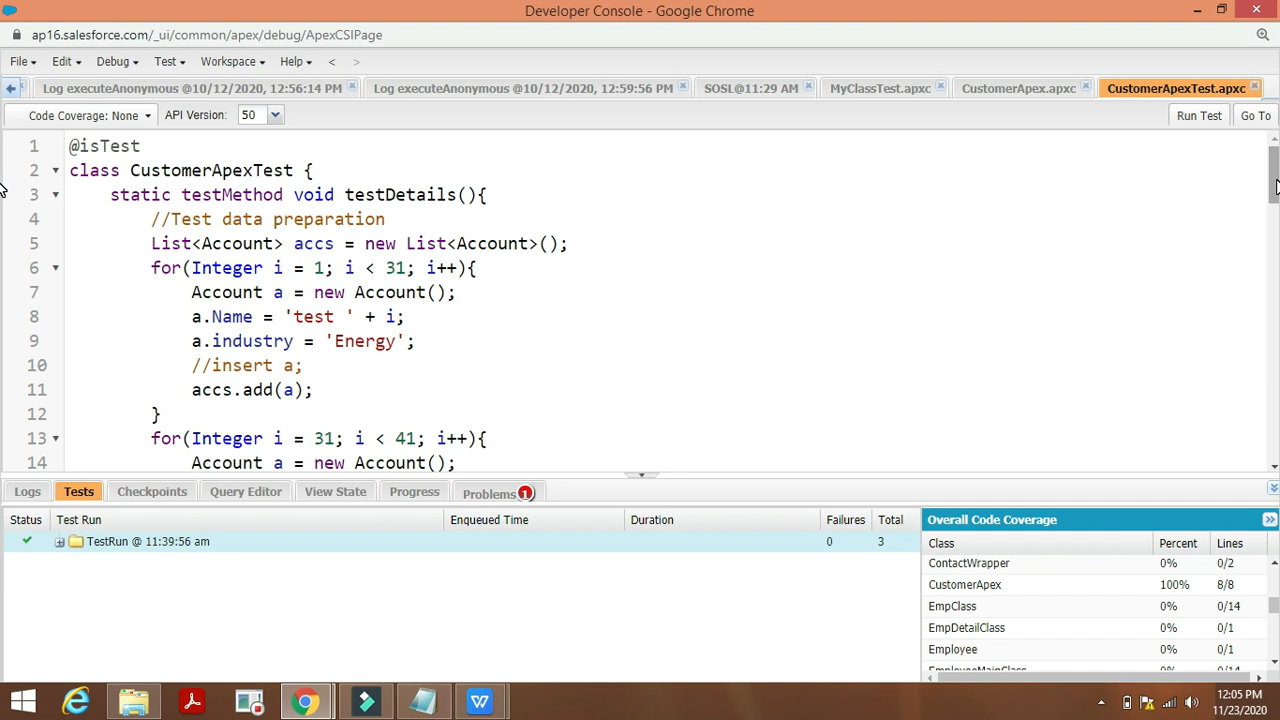 Developer Console - Google Chrome
ap16.salesforce.com/_ui/common/apex/debug/ApexCSIPage
File Edit Debug Test Workspace Help < >
Log executeAnonymous @10/12/2020, 12:56:14 PM Log executeAnonymous @10/12/2020, 12:59:56 PM SOSL@11:29 AM MyClassTest.apxc CustomerApex.apxc CustomerApexTest.apxc
Code Coverage: None API Version: 50 Run Test Go To
1 @isTest
2 class CustomerApexTest {
3 static testMethod void testDetails(){
4 //Test data preparation
5 List<Account> accs = new List<Account>();
6 for(Integer i = 1; i < 31; i++){
7 Account a = new Account();
8 a.Name = 'test ' + i;
9 a.industry = 'Energy';
10 //insert a;
11 accs.add(a);
12 }
13 for(Integer i = 31; i < 41; i++){
14 Account a = new Account();
Logs Tests Checkpoints Query Editor View State Progress Problems 1
Status Test Run Enqueued Time Duration Failures Total
TestRun @ 11:39:56 am 0 3
Overall Code Coverage
Class Percent Lines
ContactWrapper 0% 0/2
CustomerApex 100% 8/8
EmpClass 0% 0/14
EmpDetailClass 0% 0/1
Employee 0% 0/1
EmployeeMainClass 0% 0/14
12:05 PM
11/23/2020